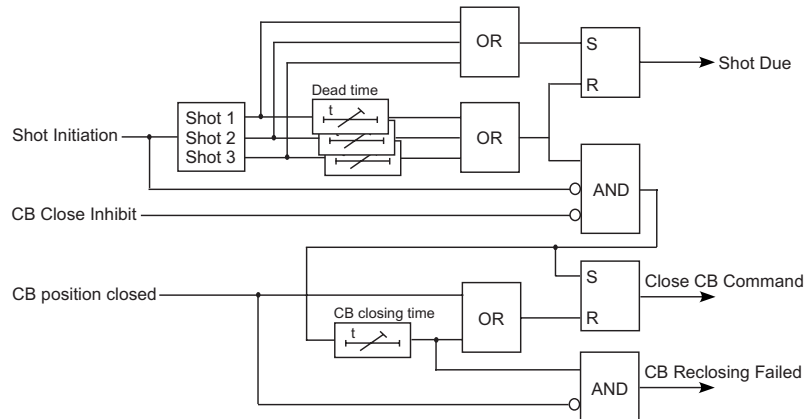 OR
S
Shot Due
R
Dead time
Shot 1
t
Shot Initiation
Shot 2
OR
Shot 3
AND
CB Close Inhibit
S
Close CB Command
CB position closed
CB closing time
OR
R
t
CB Reclosing Failed
AND